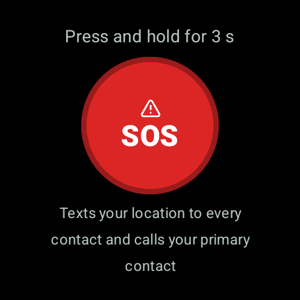 Press and hold for 3 s
SOS
Texts your location to every
contact and calls your primary
contact